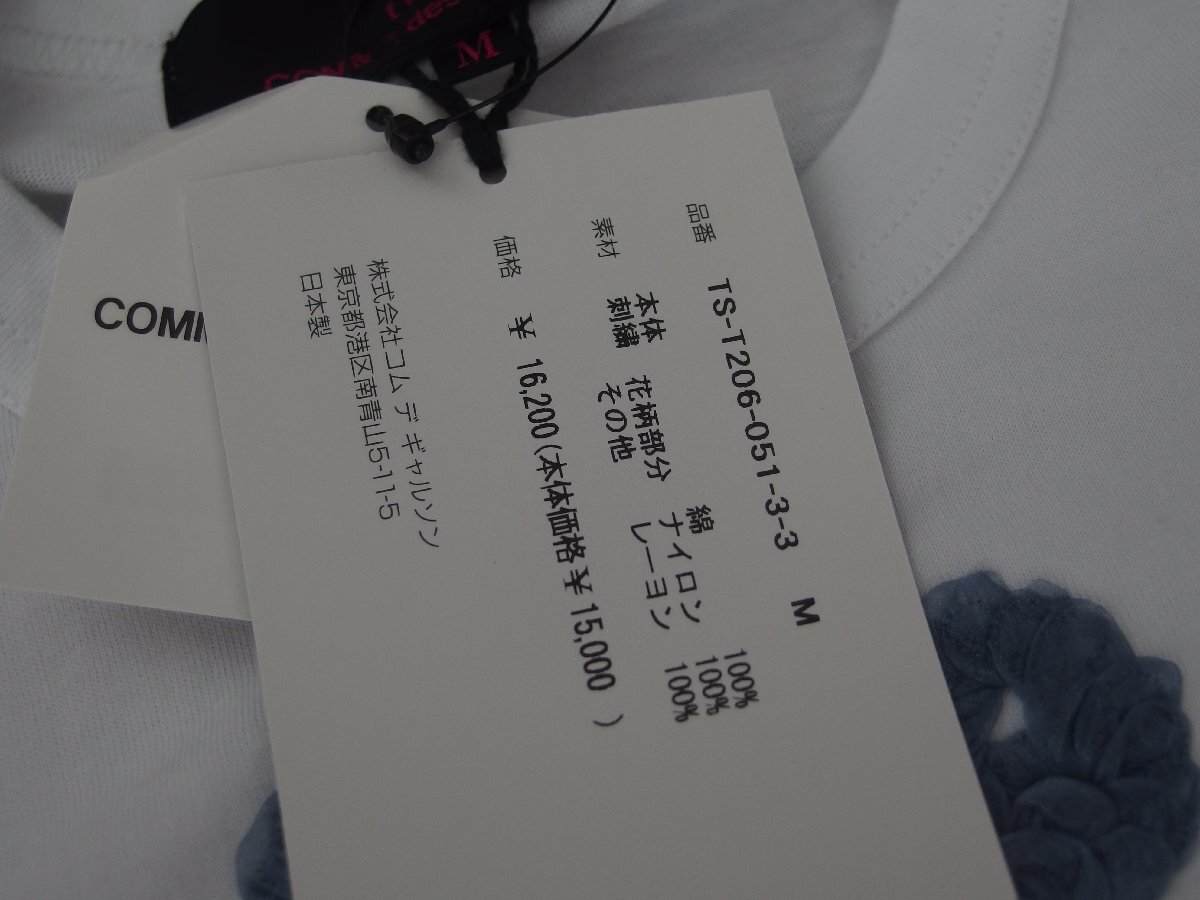 M
COM
品番 TS-T206-051-3-3 M
素材 本体 綿 100%
刺繍 花柄部分 ナイロン 100%
その他 レーヨン 100%
価格 ¥ 16,200(本体価格¥ 15,000 )
株式会社コム デ ギャルソン
東京都港区南青山5-11-5
日本製